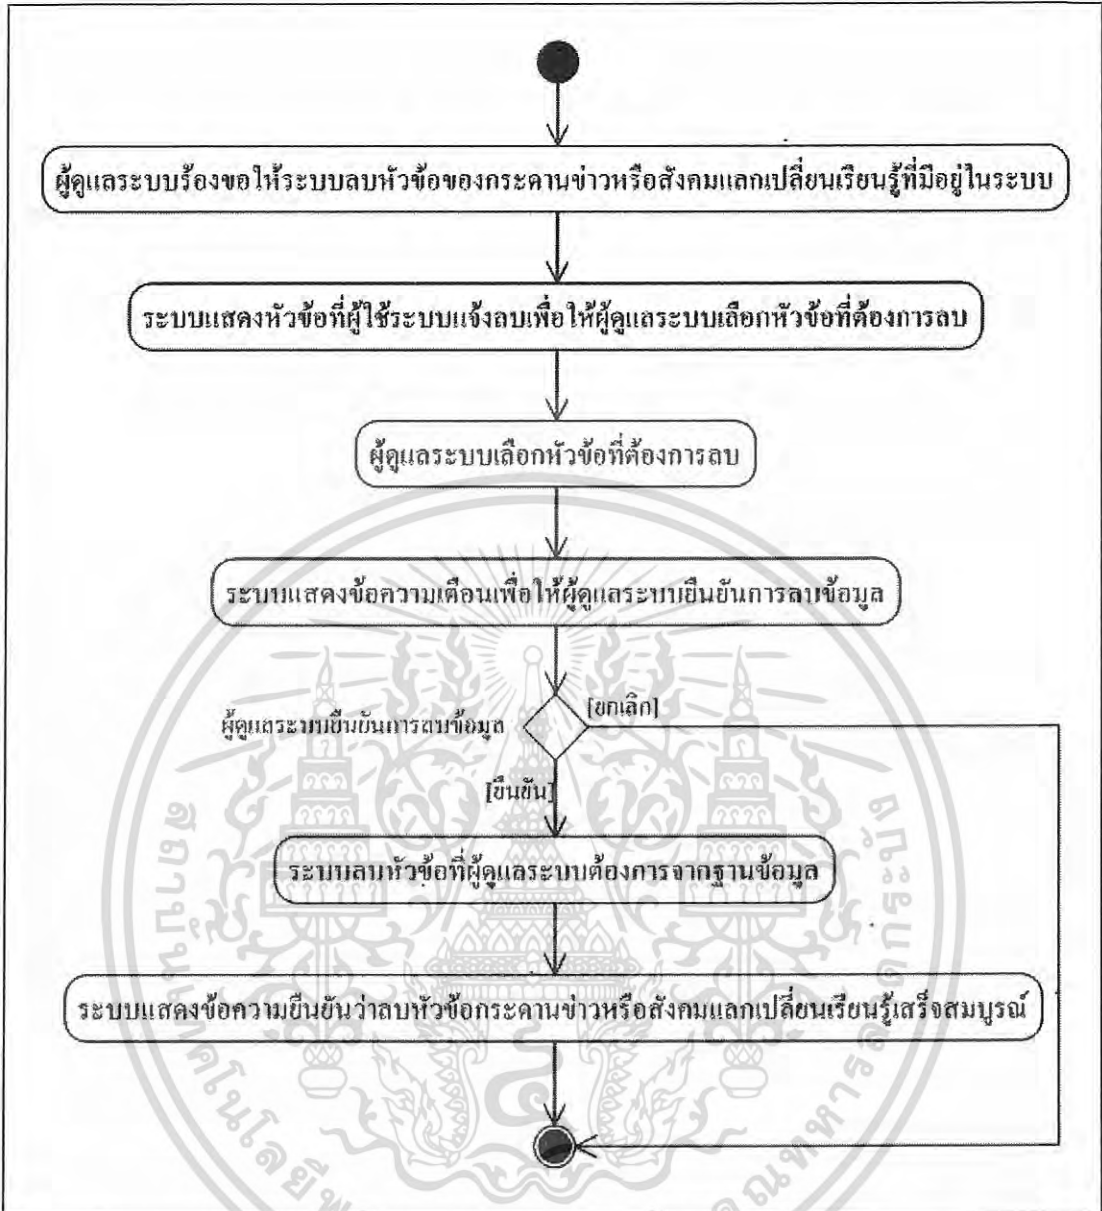 ผู้ดูแลระบบร้องขอให้ระบบลบหัวข้อของกระดานข่าวหรือสังคมแลกเปลี่ยนเรียนรู้ที่มีอยู่ในระบบ
ระบบแสดงหัวข้อที่ผู้ใช้ระบบแจ้งลบเพื่อให้ผู้ดูแลระบบเลือกหัวข้อที่ต้องการลบ
ผู้ดูแลระบบเลือกหัวข้อที่ต้องการลบ
ระบบแสดงข้อความเตือนเพื่อให้ผู้ดูแลระบบยืนยันการลบข้อมูล
[ยกเลิก]
ผู้ดูแลระบบยืนยันการลบข้อมูล
[ยืนยัน]
ระบบลบหัวข้อที่ผู้ดูแลระบบต้องการจากฐานข้อมูล
ระบบแสดงข้อความยืนยันว่าลบหัวข้อกระดานข่าวหรือสังคมแลกเปลี่ยนเรียนรู้เสร็จสมบูรณ์